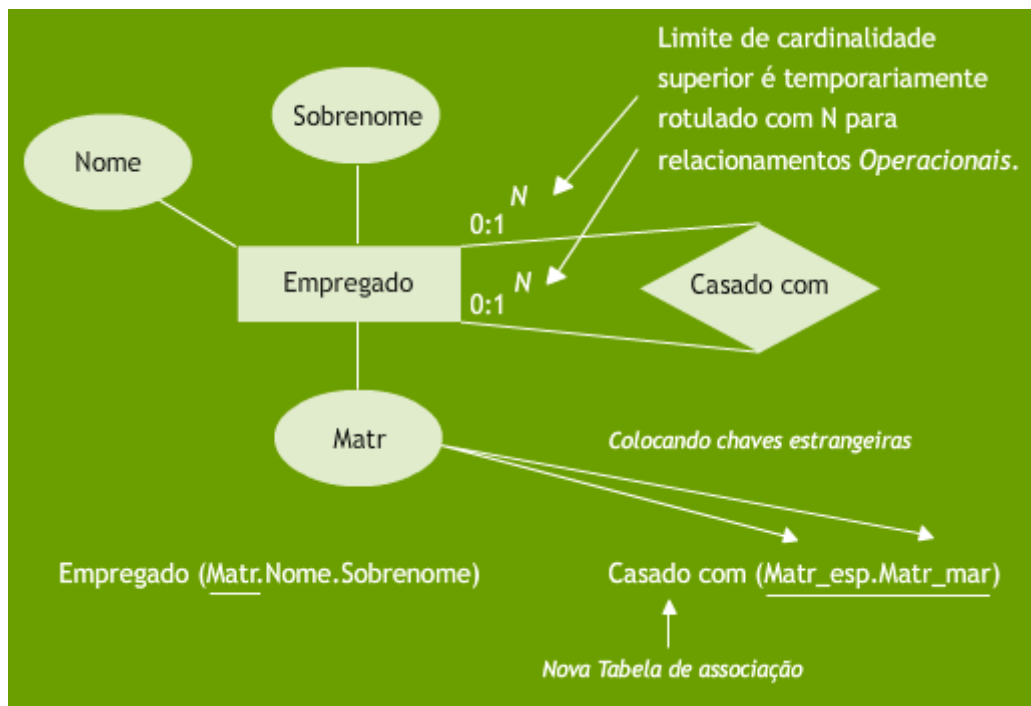 Limite de cardinalidade
superior é temporariamente
rotulado com N para
relacionamentos Operacionais.
Sobrenome
Nome
N
0:1
Empregado
N
0:1
Casado com
Matr
Colocando chaves estrangeiras
Empregado (Matr.Nome.Sobrenome)
Casado com (Matr_esp.Matr_mar)
Nova Tabela de associação